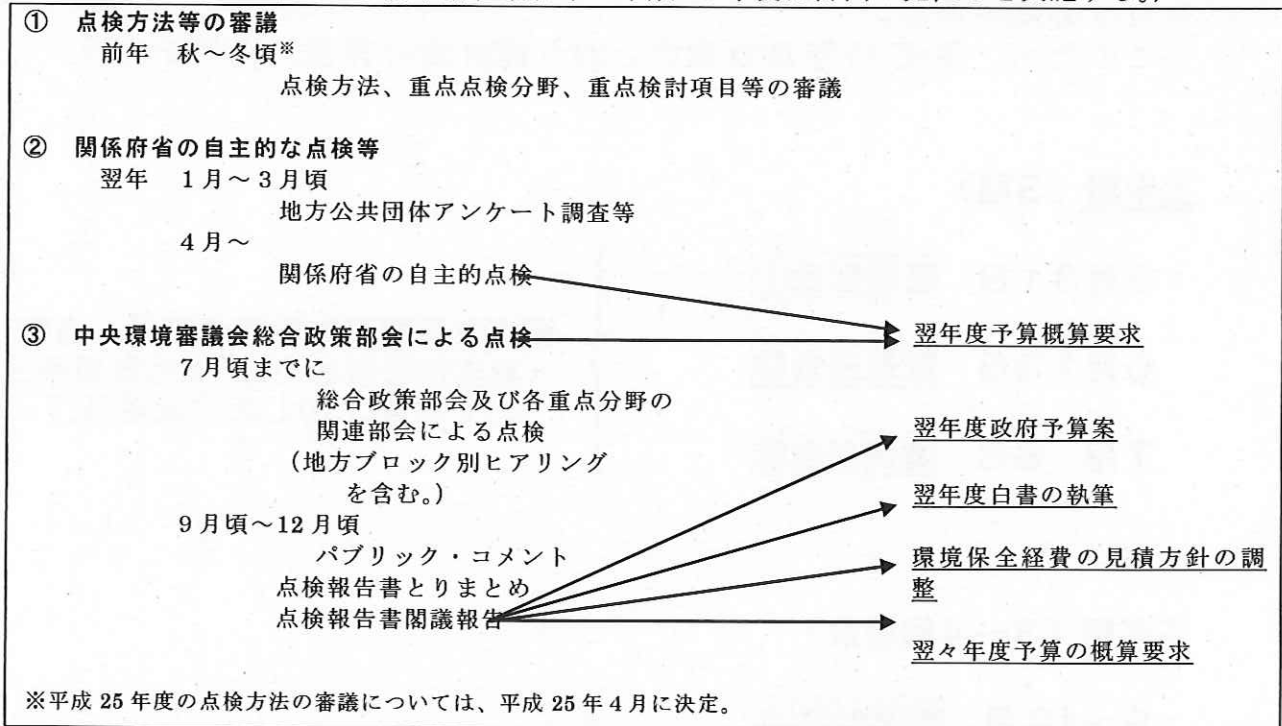 ① 点検方法等の審議
前年 秋～冬頃※
点検方法、重点点検分野、重点検討項目等の審議
② 関係府省の自主的な点検等
翌年 1月～3月頃
地方公共団体アンケート調査等
4月～
関係府省の自主的点検
③ 中央環境審議会総合政策部会による点検
翌年度予算概算要求
7月頃までに
総合政策部会及び各重点分野の
関連部会による点検
（地方ブロック別ヒアリング
を含む。）
翌年度政府予算案
翌年度白書の執筆
9月頃～12月頃
パブリック・コメント
点検報告書とりまとめ
点検報告書閣議報告
環境保全経費の見積方針の調
整
翌々年度予算の概算要求
※平成25年度の点検方法の審議については、平成25年4月に決定。